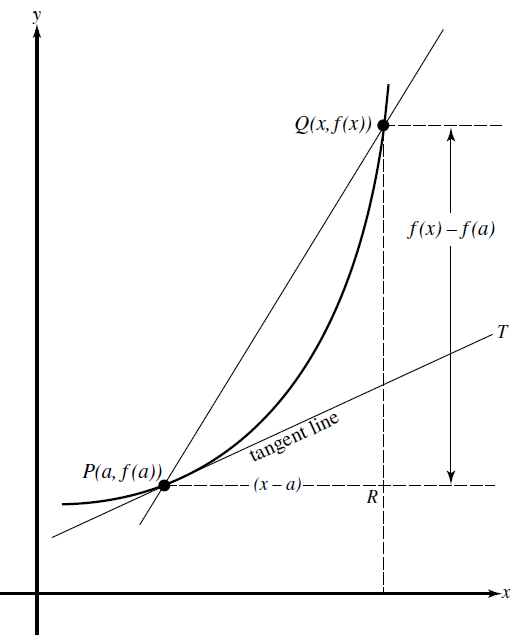 y
Q(x, f(x))
f(x) – f(a)
T
tangent line
P(a, f(a))
(x – a)
R
x